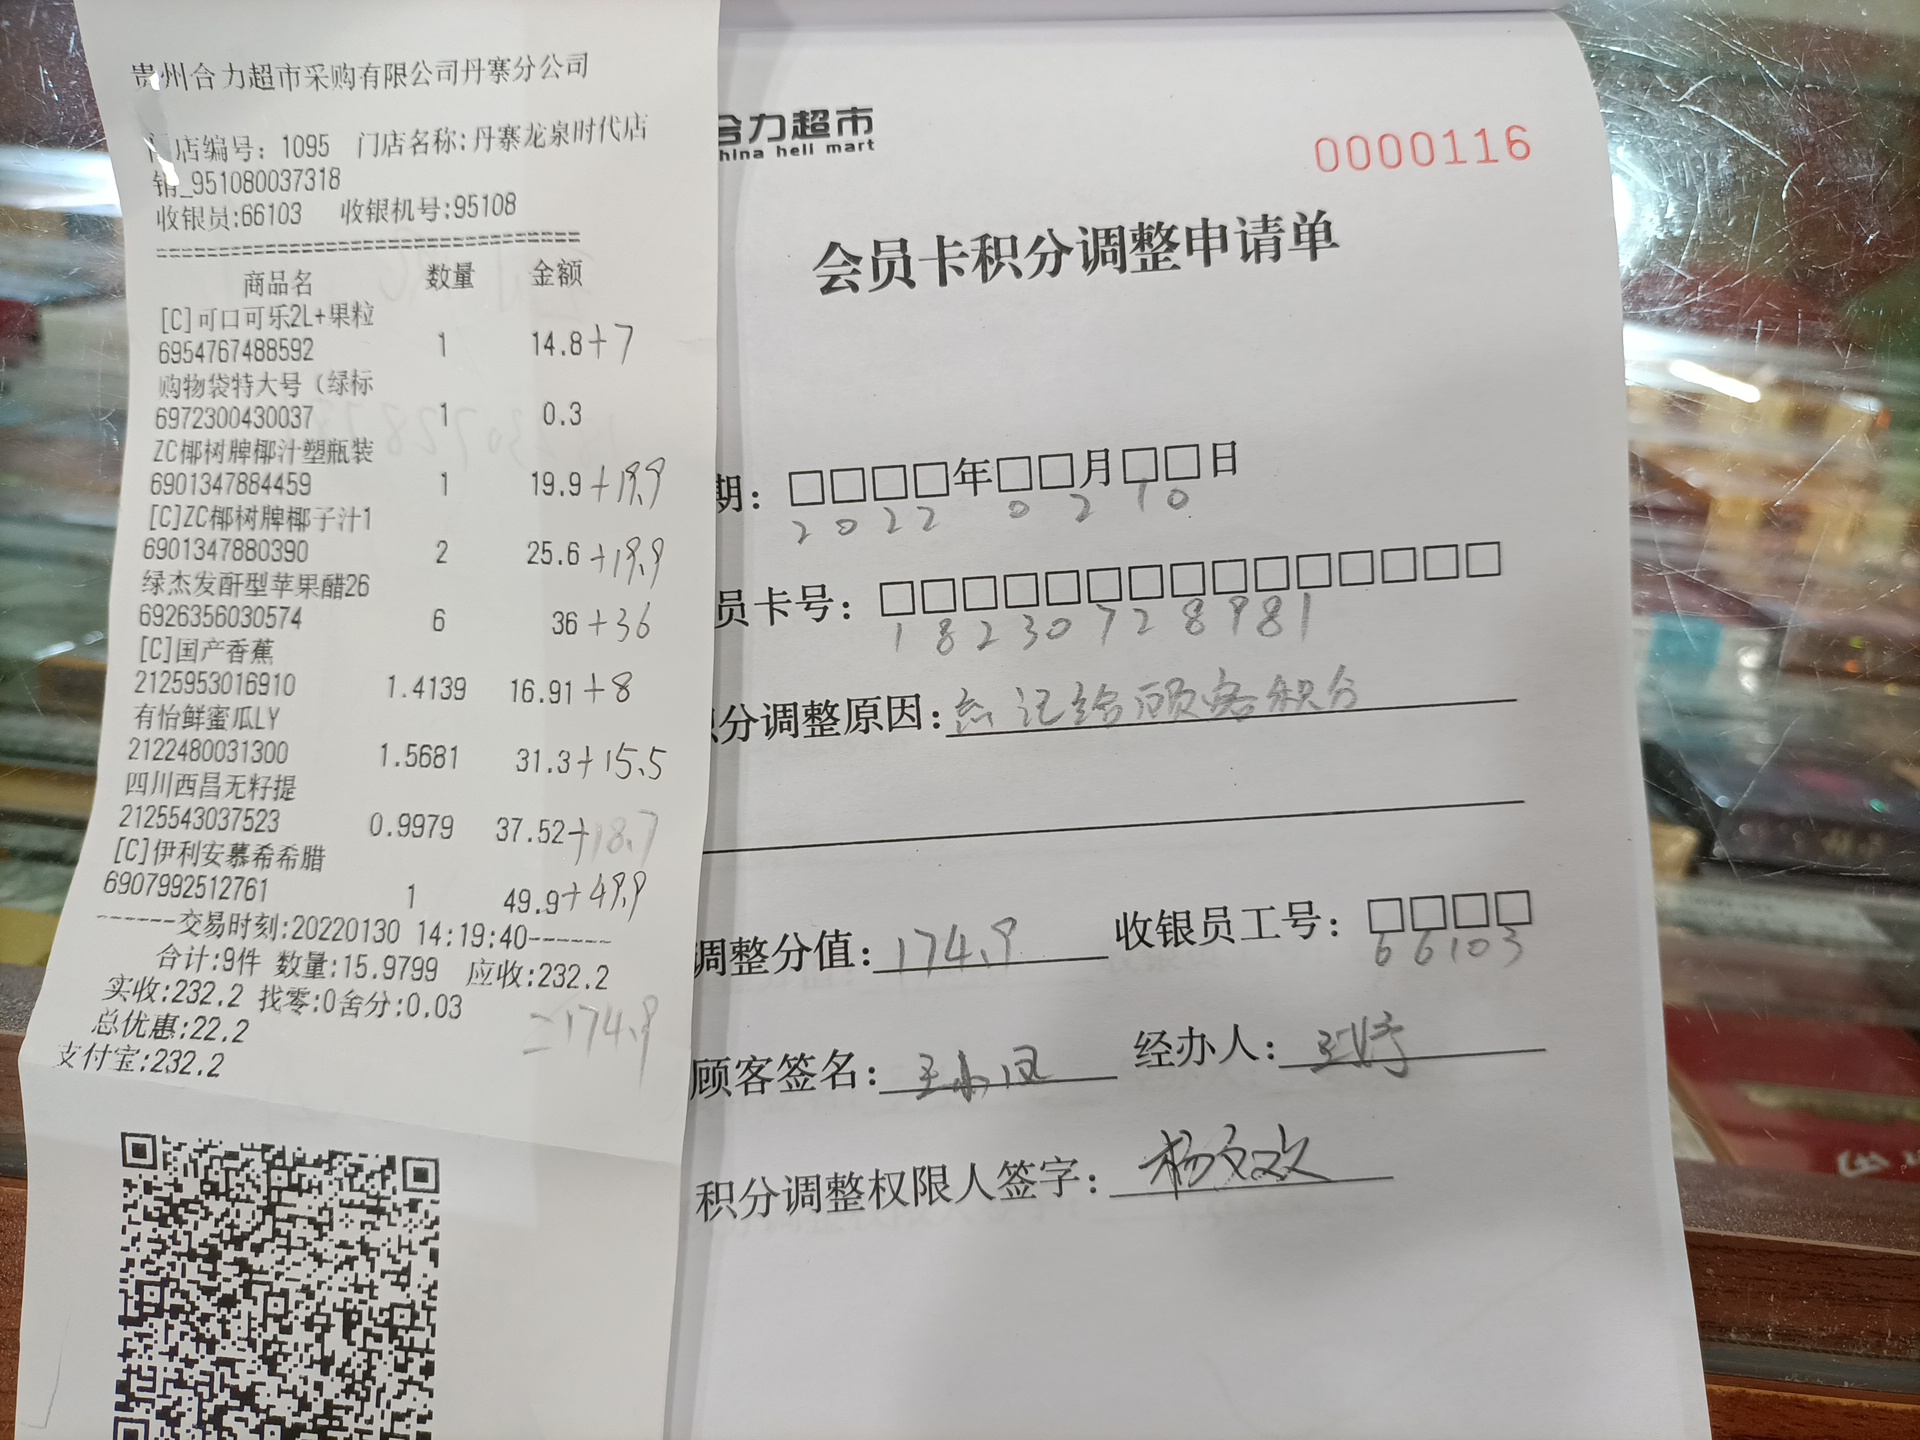 贵州合力超市采购有限公司丹寨分公司
门店编号: 1095 门店名称:丹寨龙泉时代店
销_951080037318
收银员:66103 收银机号:95108
商品名 数量 金额
[C]可口可乐2L+果粒
6954767488592 1 14.8+7
购物袋特大号（绿标
6972300430037 1 0.3
ZC椰树牌椰汁塑瓶装
6901347884459 1 19.9+19.9
[C]ZC椰树牌椰子汁1
6901347880390 2 25.6+19.9
绿杰发酐型苹果醋26
6926356030574 6 36+36
[C]国产香蕉
2125953016910 1.4139 16.91+8
有怡鲜蜜瓜LY
2122480031300 1.5681 31.3+15.5
四川西昌无籽提
2125543037523 0.9979 37.52+18.7
[C]伊利安慕希希腊
6907992512761 1 49.9+49.9
------交易时刻:20220130 14:19:40------
合计:9件 数量:15.9799 应收:232.2
实收:232.2 找零:0舍分:0.03
=174.9
总优惠:22.2
支付宝:232.2
合力超市
hina heli mart
0000116
会员卡积分调整申请单
期: □□□□年□□月□□日
2022 02 10
员卡号: □□□□□□□□□□□□□□□
18230728981
分调整原因: 忘记给顾客积分
调整分值: 174.9 收银员工号: □□□□
66103
顾客签名: 经办人: 王婷
积分调整权限人签字: